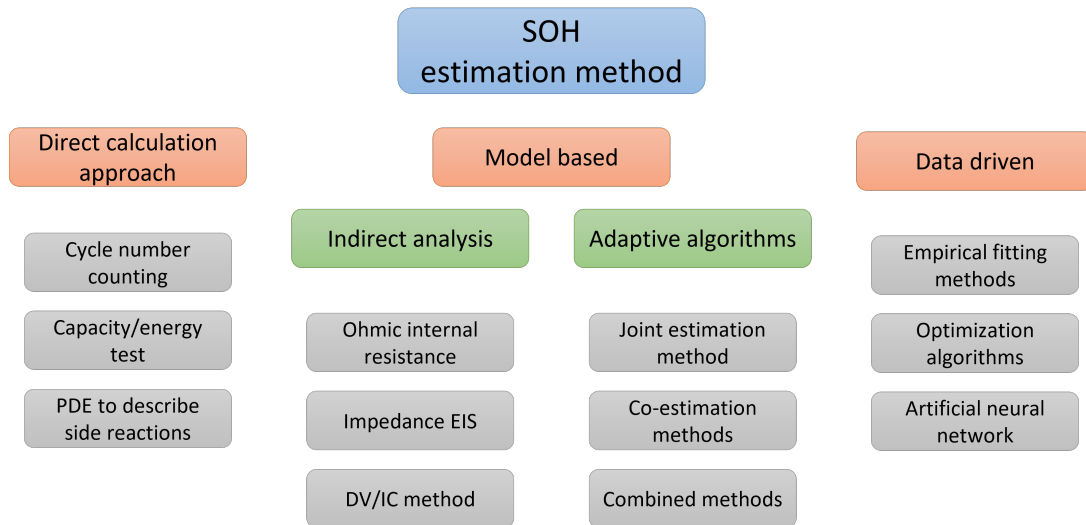 SOH
estimation method
Direct calculation
approach
Model based
Data driven
Indirect analysis
Adaptive algorithms
Cycle number
counting
Capacity/energy
test
PDE to describe
side reactions
Ohmic internal
resistance
Impedance EIS
DV/IC method
Joint estimation
method
Co-estimation
methods
Combined methods
Empirical fitting
methods
Optimization
algorithms
Artificial neural
network